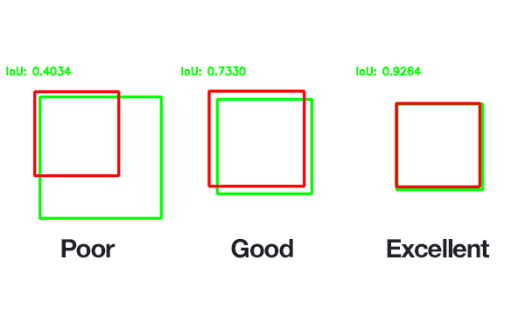 IoU: 0.4034
IoU: 0.7330
IoU: 0.9264
Poor
Good
Excellent